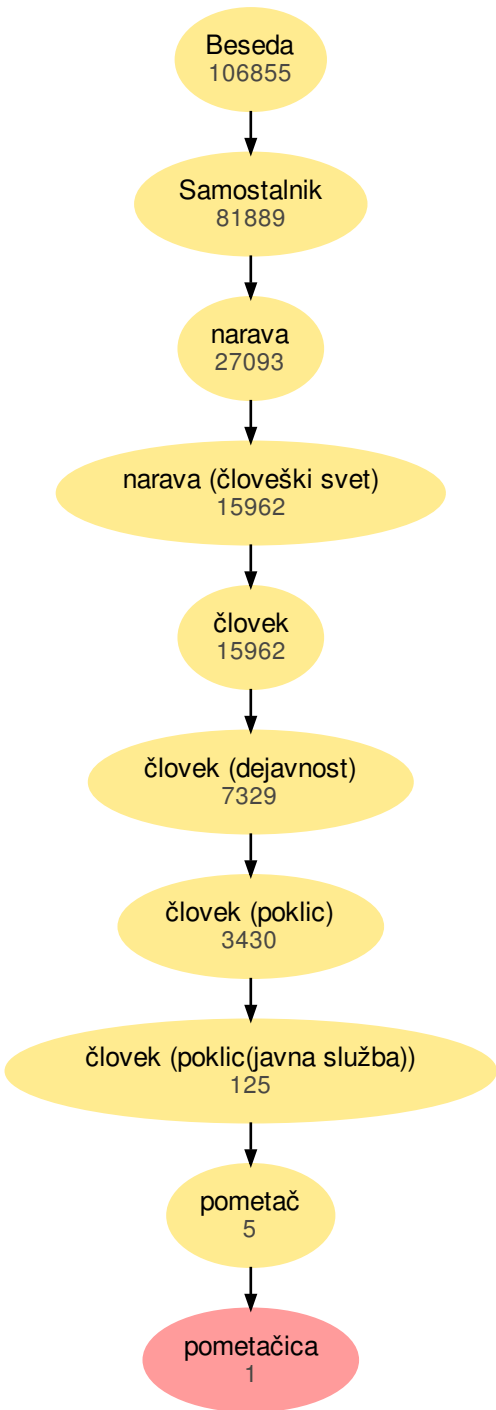 Beseda
106855
Samostalnik
81889
narava
27093
narava (človeški svet)
15962
človek
15962
človek (dejavnost)
7329
človek (poklic)
3430
človek (poklic(javna služba))
125
pometač
5
pometačica
1